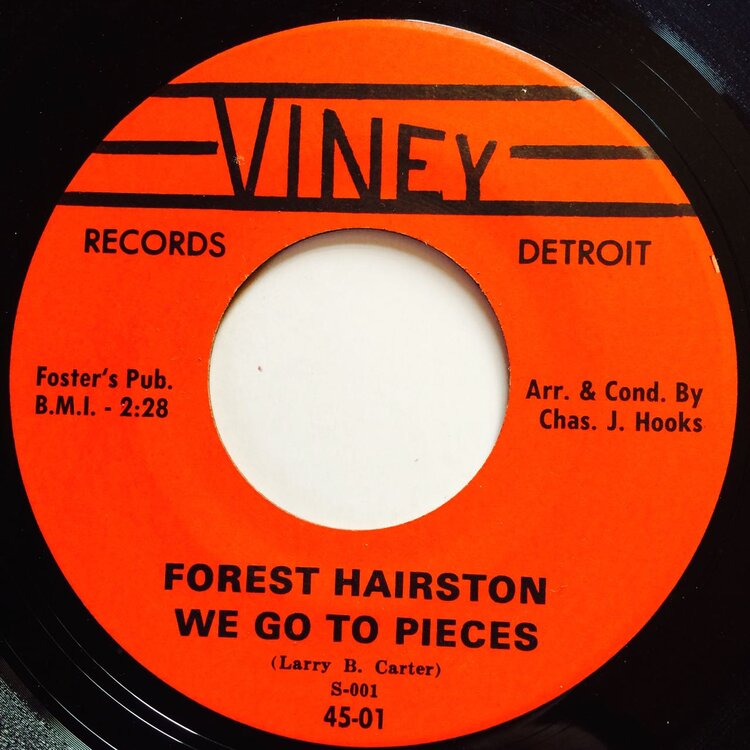 VINEY
RECORDS
DETROIT
Foster's Pub.
B.M.I. - 2:28
Arr. & Cond. By
Chas. J. Hooks
FOREST HAIRSTON
WE GO TO PIECES
(Larry B. Carter)
S-001
45-01